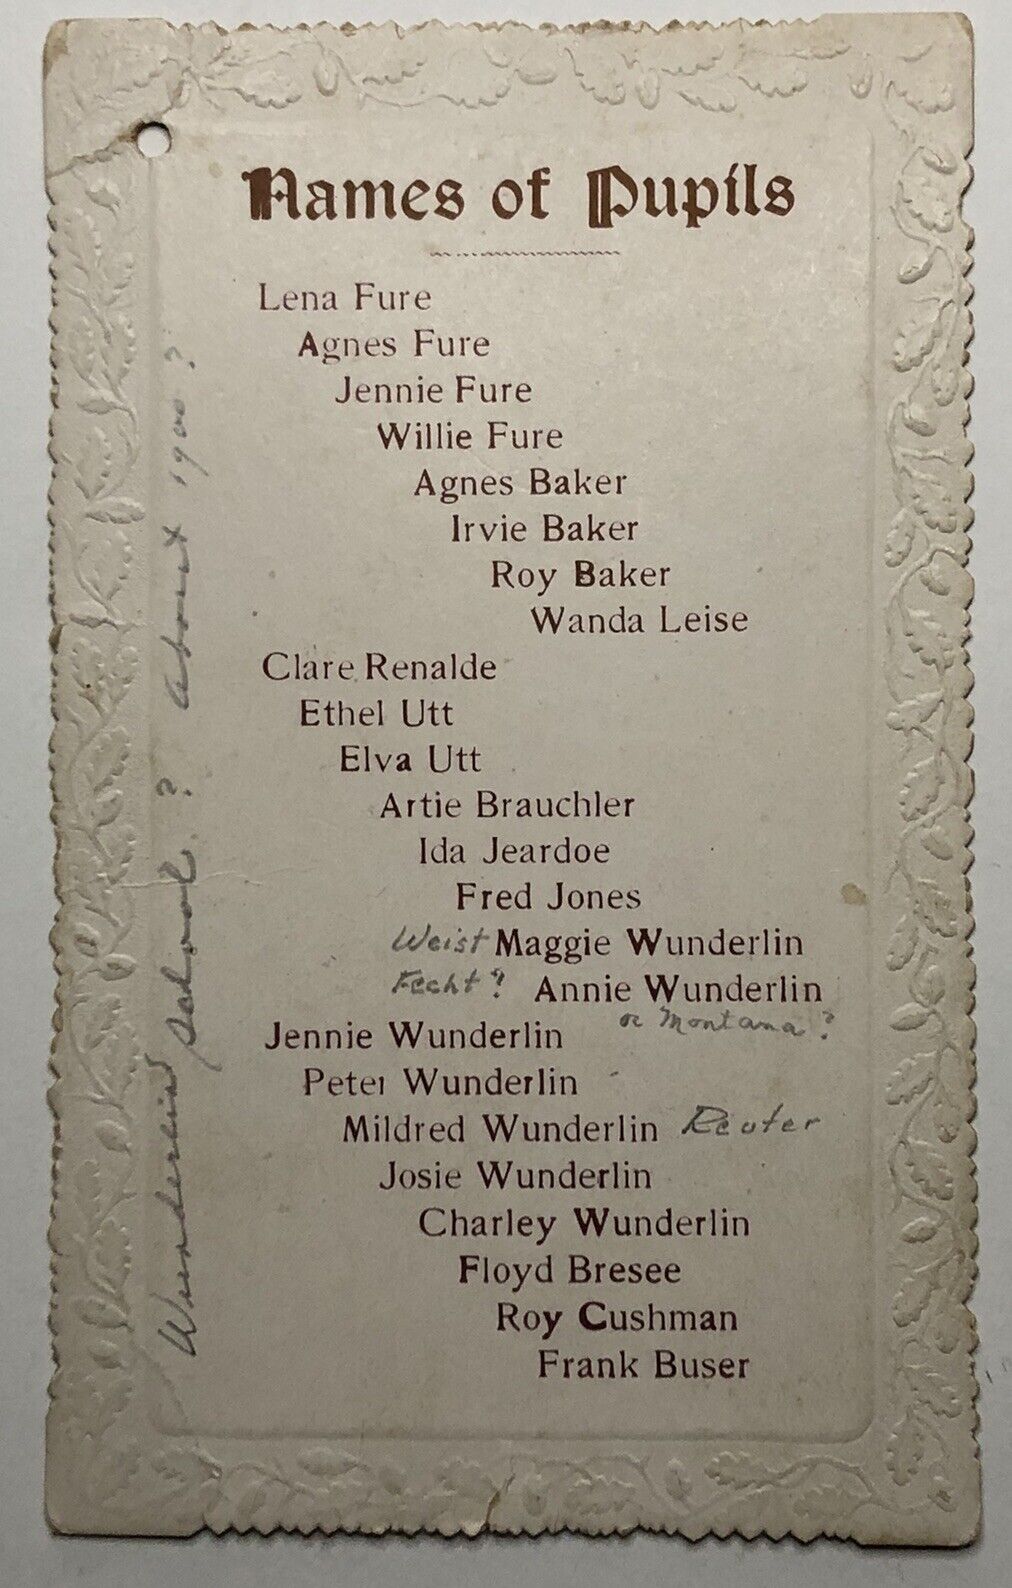 Names of Pupils
Lena Fure
Agnes Fure
Jennie Fure
Willie Fure
Agnes Baker
Irvie Baker
Roy Baker
Wanda Leise
Clare Renalde
Ethel Utt
Elva Utt
Artie Brauchler
Ida Jeardoe
Fred Jones
Weist Maggie Wunderlin
Fecht? Annie Wunderlin
or Montana?
Jennie Wunderlin
Peter Wunderlin
Mildred Wunderlin Reuter
Josie Wunderlin
Charley Wunderlin
Floyd Bresee
Roy Cushman
Frank Buser
school? about 1900?